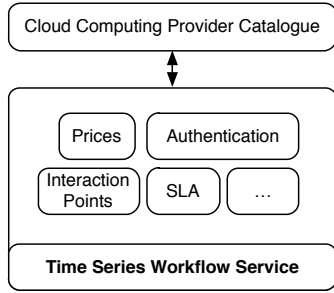 Cloud Computing Provider Catalogue
Prices
Authentication
Interaction
Points
SLA
...
Time Series Workflow Service